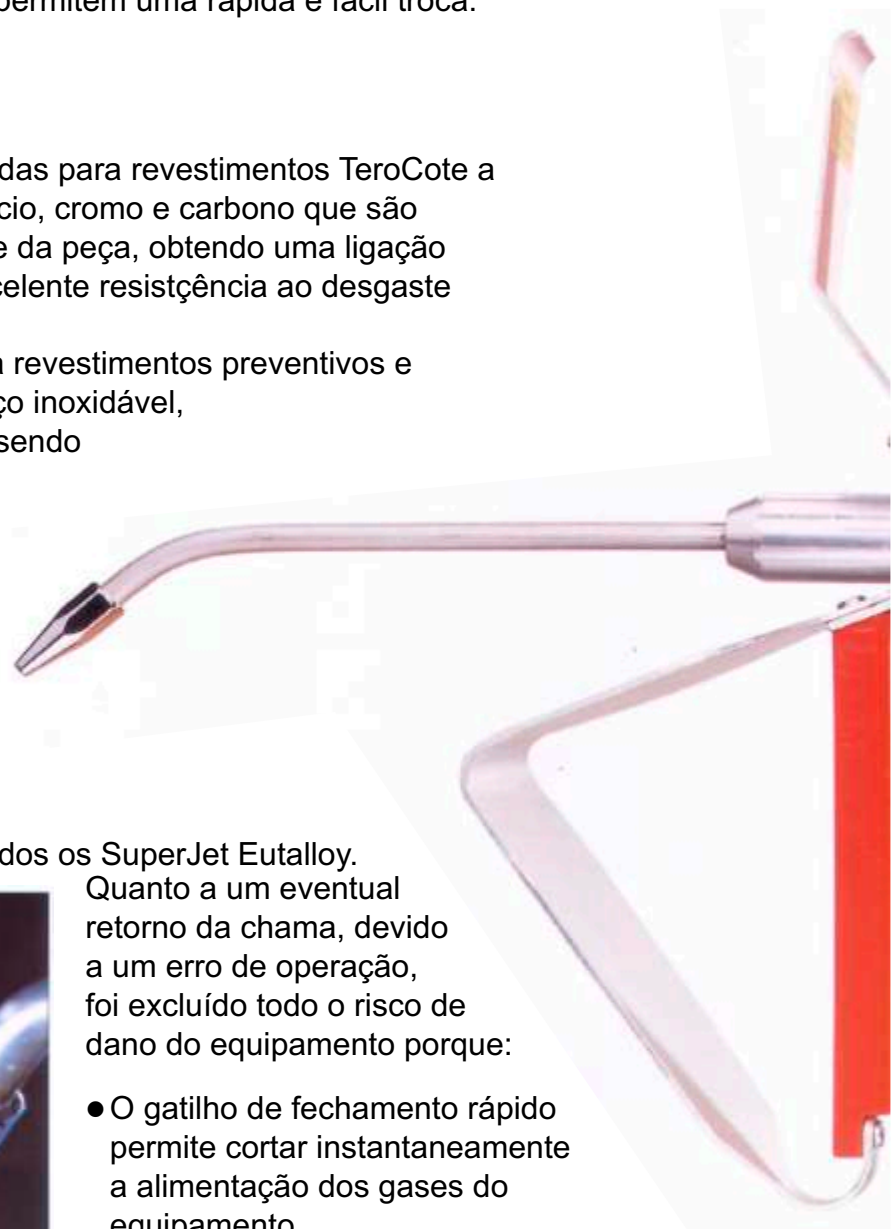 permitem uma rápida e fácil troca.
das para revestimentos TeroCote a
cio, cromo e carbono que são
e da peça, obtendo uma ligação
celente resistçência ao desgaste
a revestimentos preventivos e
ço inoxidável,
sendo
dos os SuperJet Eutalloy.
Quanto a um eventual
retorno da chama, devido
a um erro de operação,
foi excluído todo o risco de
dano do equipamento porque:
● O gatilho de fechamento rápido
permite cortar instantaneamente
a alimentação dos gases do
equipamento